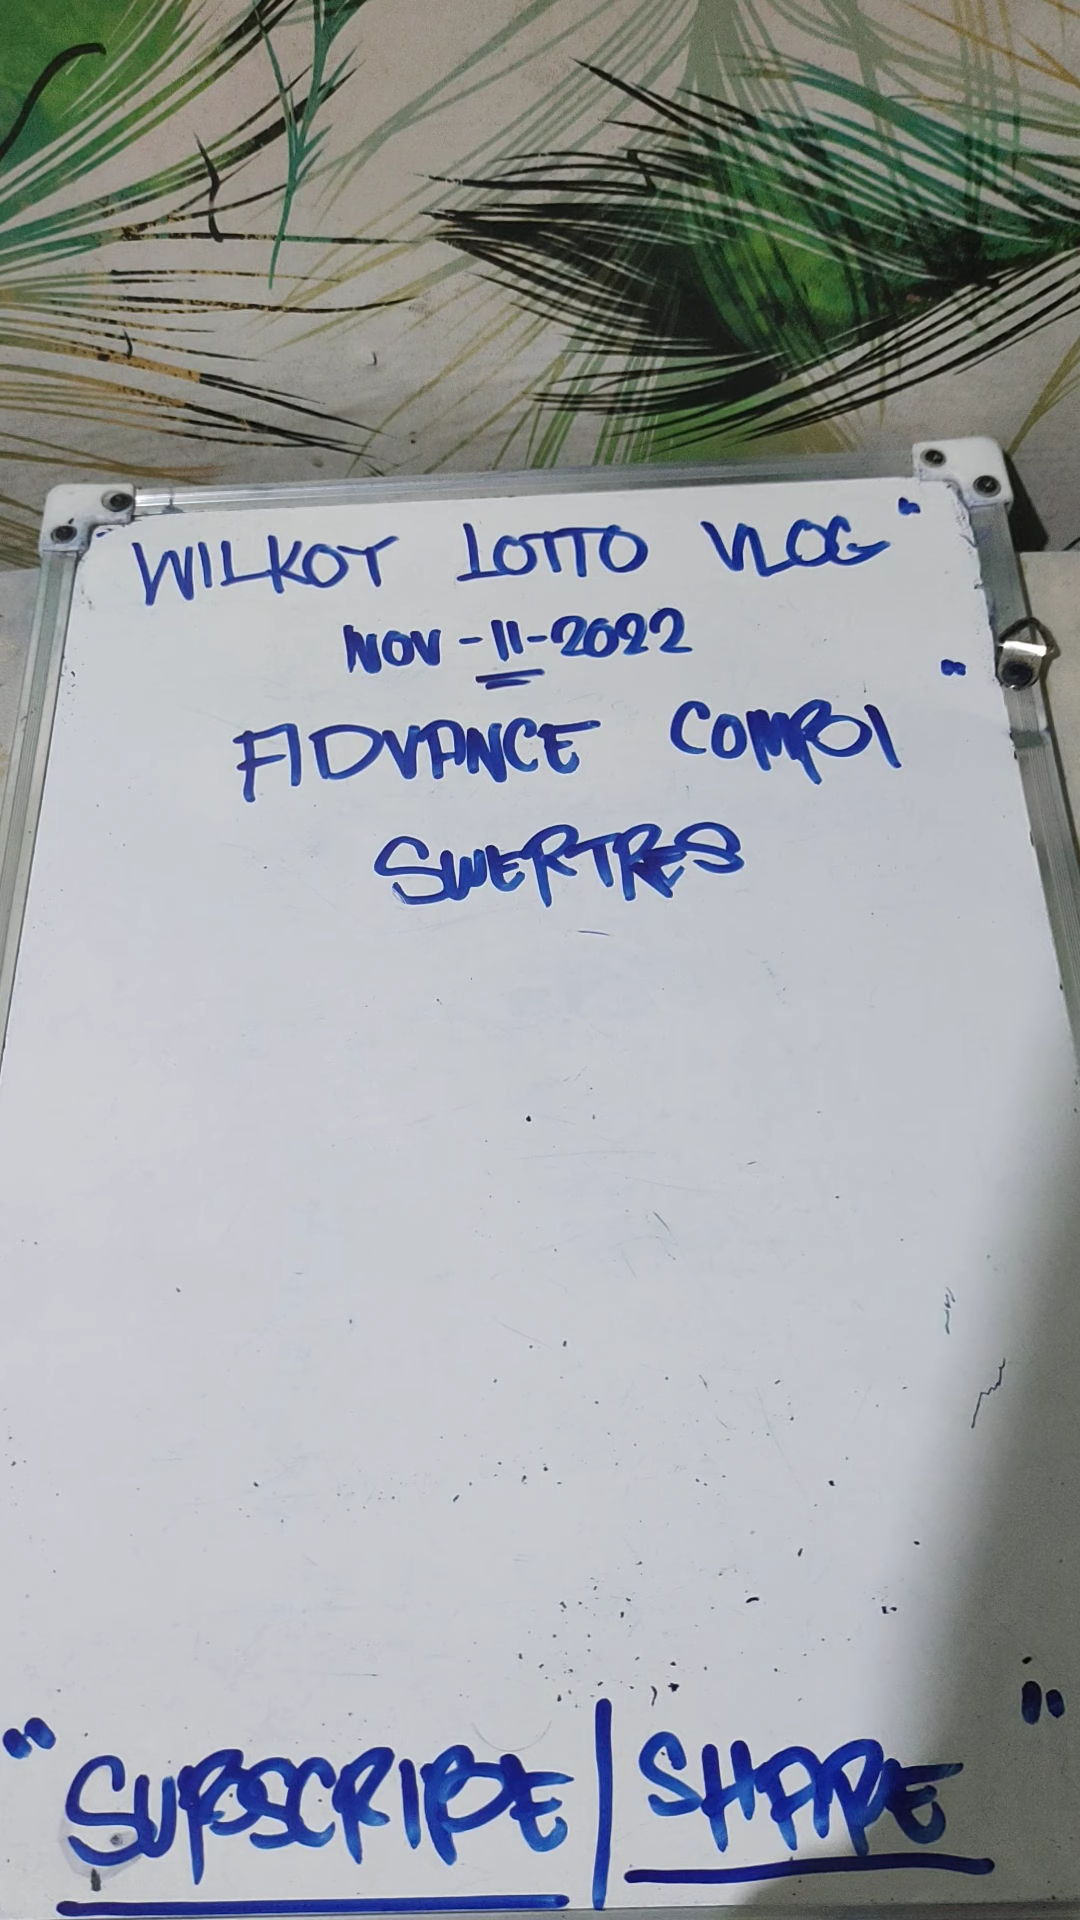 WILKOT LOTTO VLOG "
NOV-11-2022 "
ADVANCE COMBI
SWERTRES
" SUBSCRIBE | SHARE "